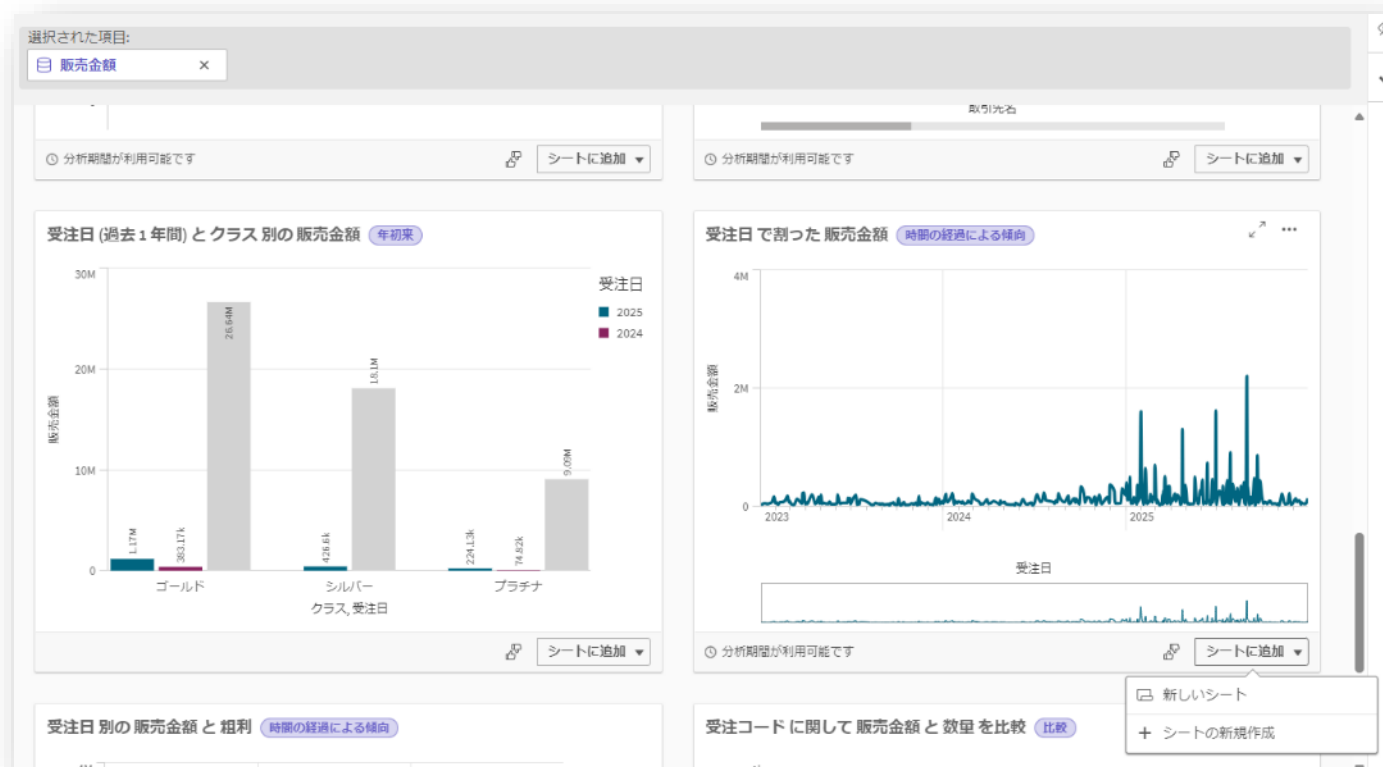 選択された項目:
販売金額 ×
取引先名
分析期間が利用可能です シートに追加
分析期間が利用可能です シートに追加
受注日 (過去 1 年間) と クラス 別の 販売金額 年初来
30M
20M
10M
0
販売金額
26.64M
18.1M
9.09M
1.17M
383.17k
426.6k
224.13k
74.82k
ゴールド シルバー プラチナ
クラス, 受注日
受注日
2025
2024
シートに追加
受注日 で割った 販売金額 時間の経過による傾向
4M
2M
0
販売金額
2023 2024 2025
受注日
分析期間が利用可能です シートに追加
新しいシート
+ シートの新規作成
受注日 別の 販売金額 と 粗利 時間の経過による傾向
受注コード に関して 販売金額 と 数量 を比較 比較